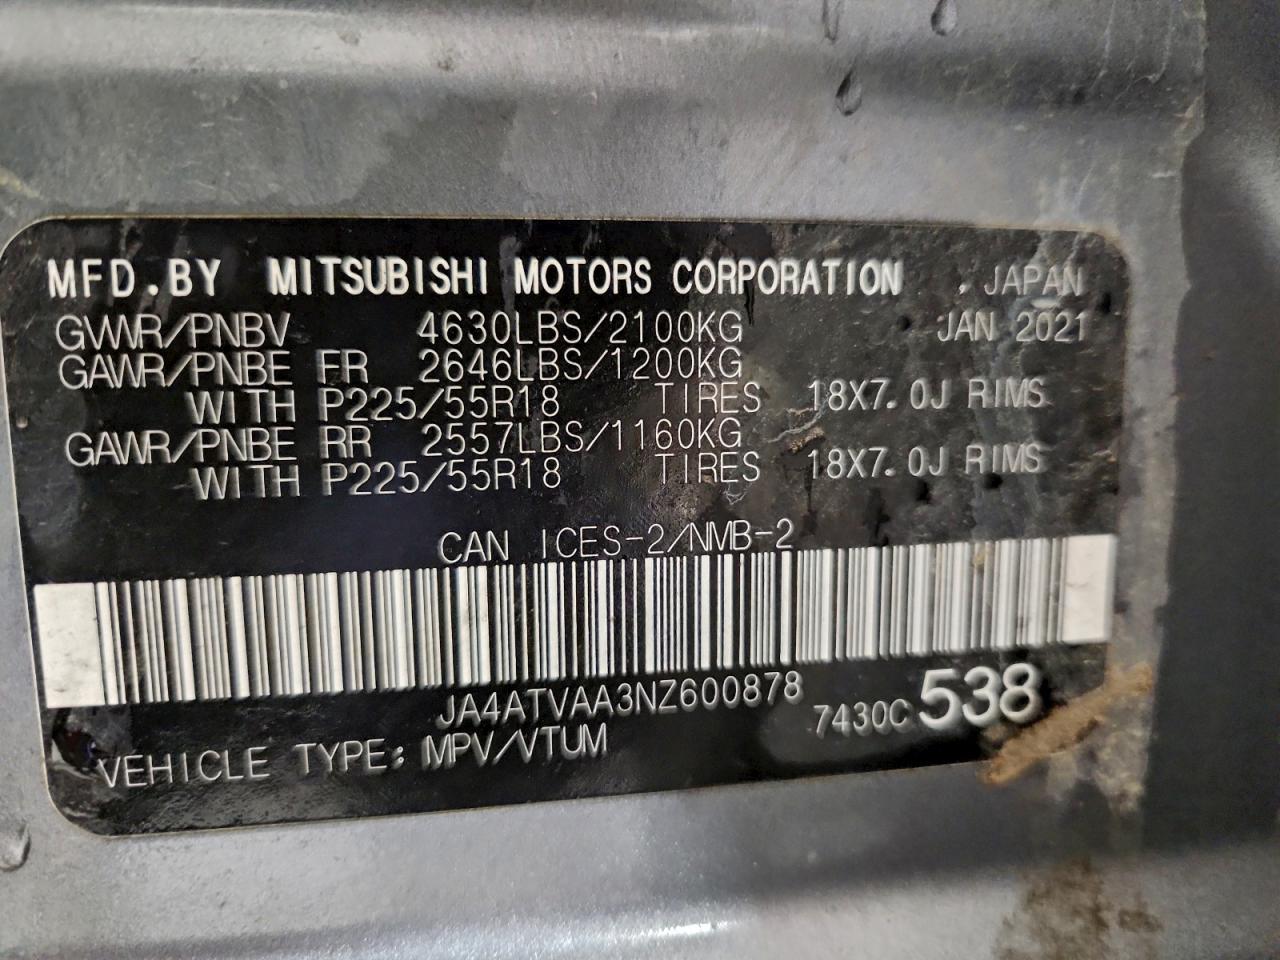 MFD.BY MITSUBISHI MOTORS CORPORATION , JAPAN
GVWR/PNBV 4630LBS/2100KG JAN 2021
GAWR/PNBE FR 2646LBS/1200KG
WITH P225/55R18 TIRES 18X7.0J RIMS
GAWR/PNBE RR 2557LBS/1160KG
WITH P225/55R18 TIRES 18X7.0J RIMS
CAN ICES-2/NMB-2
JA4ATVAA3NZ600878 7430C 538
VEHICLE TYPE: MPV/VTUM